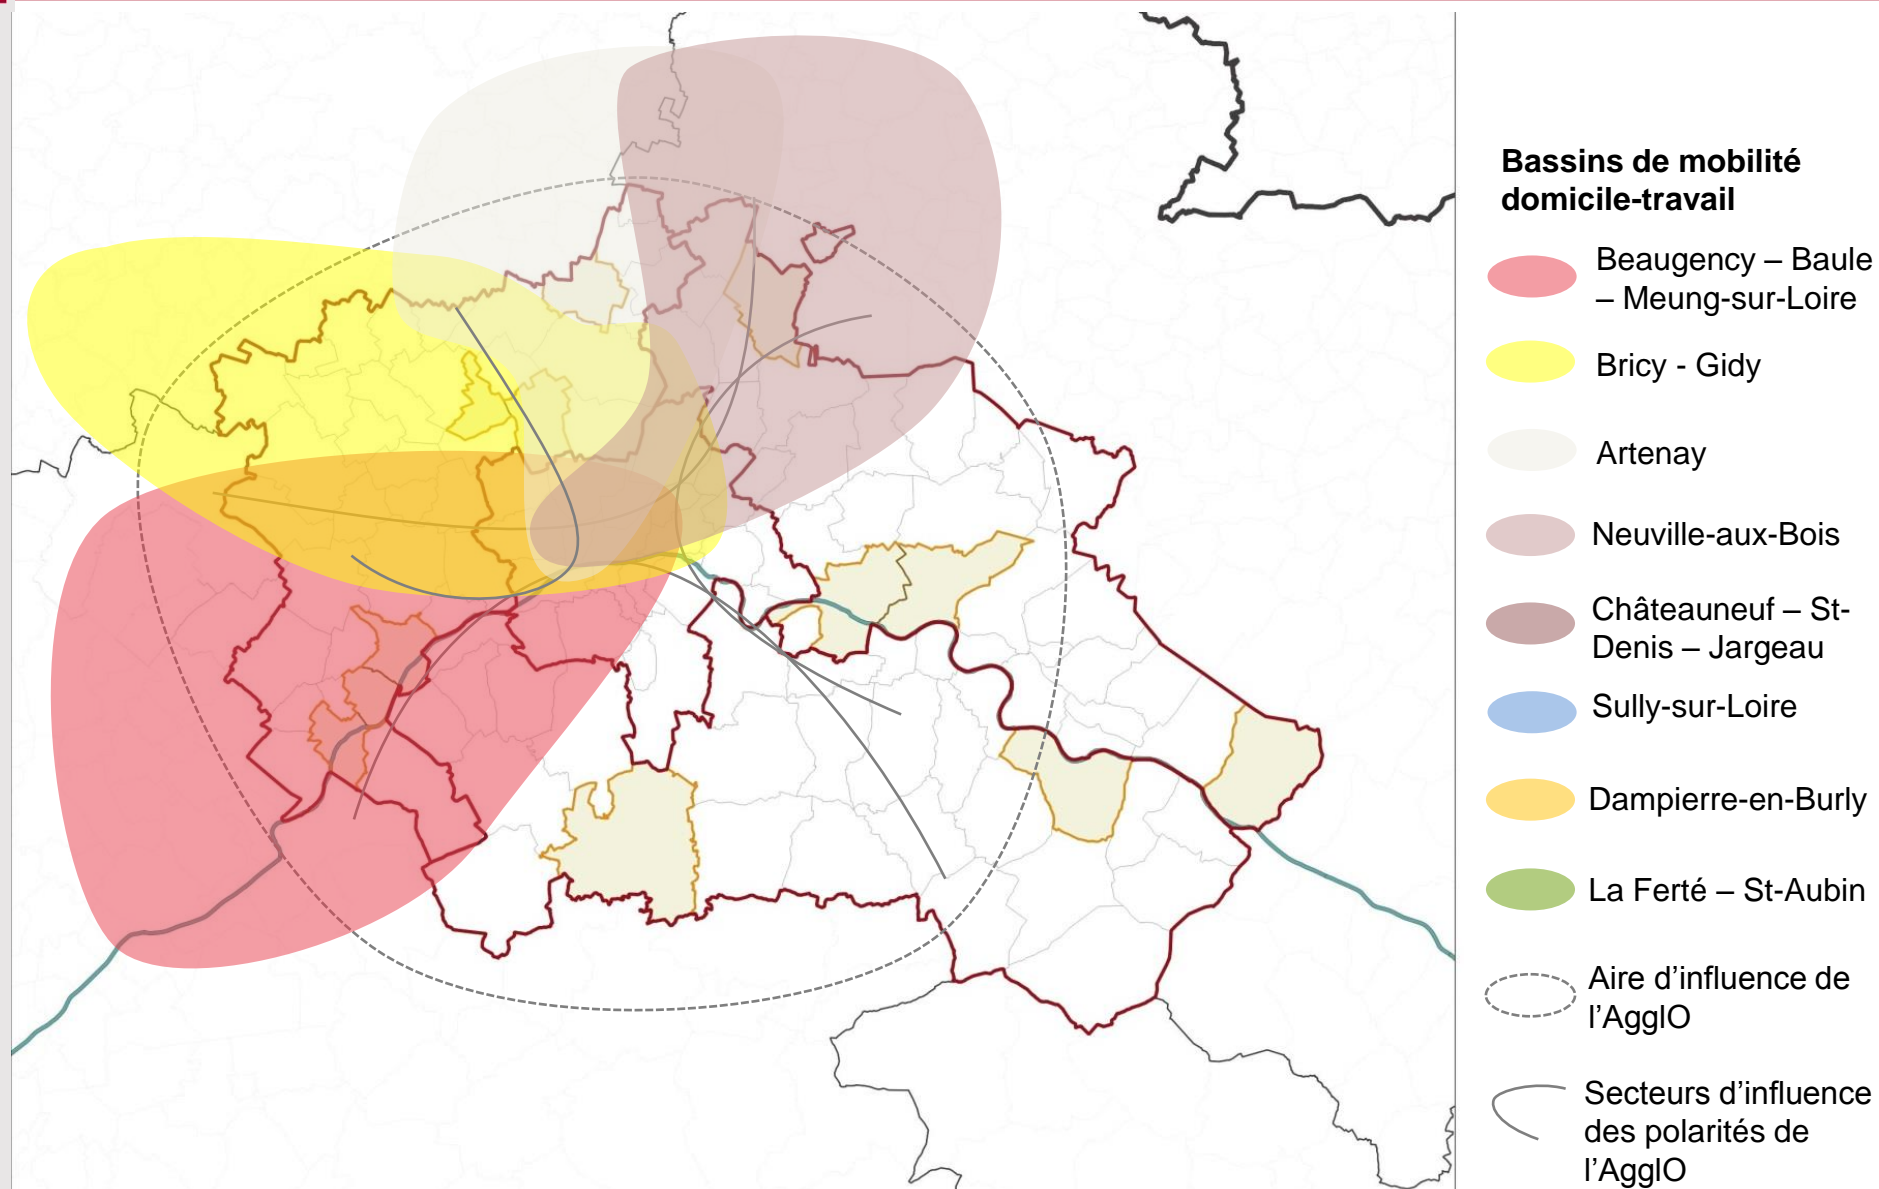 Bassins de mobilité
domicile-travail
Beaugency – Baule
– Meung-sur-Loire
Bricy - Gidy
Artenay
Neuville-aux-Bois
Châteauneuf – St-
Denis – Jargeau
Sully-sur-Loire
Dampierre-en-Burly
La Ferté – St-Aubin
Aire d’influence de
l’AgglO
Secteurs d’influence
des polarités de
l’AgglO